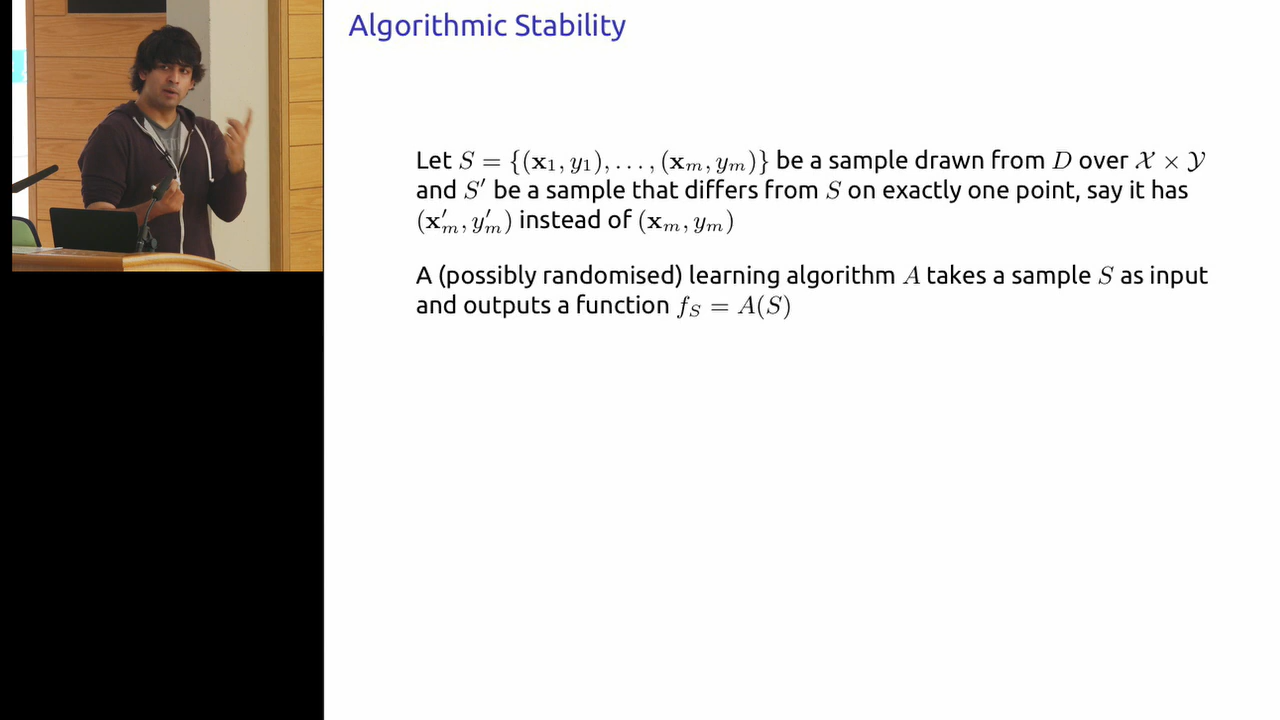 Algorithmic Stability
Let S = {(x₁, y₁), . . . , (xₘ, yₘ)} be a sample drawn from D over 𝒳 × 𝒴
and S′ be a sample that differs from S on exactly one point, say it has
(x′ₘ, y′ₘ) instead of (xₘ, yₘ)
A (possibly randomised) learning algorithm A takes a sample S as input
and outputs a function f_S = A(S)